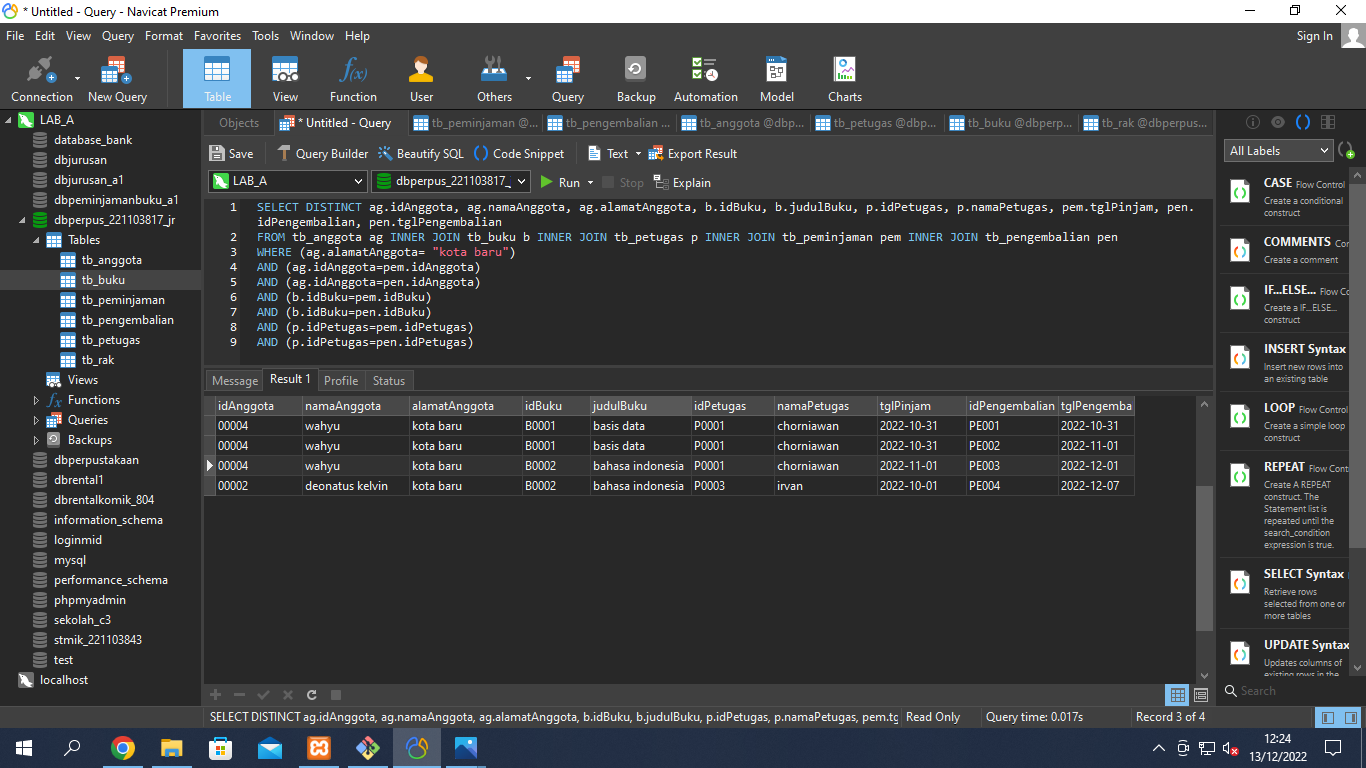 * Untitled - Query - Navicat Premium
File Edit View Query Format Favorites Tools Window Help
Sign In
Connection New Query Table View Function User Others Query Backup Automation Model Charts
LAB_A
database_bank
dbjurusan
dbjurusan_a1
dbpeminjamanbuku_a1
dbperpus_221103817_jr
Tables
tb_anggota
tb_buku
tb_peminjaman
tb_pengembalian
tb_petugas
tb_rak
Views
Functions
Queries
Backups
dbperpustakaan
dbrental1
dbrentalkomik_804
information_schema
loginmid
mysql
performance_schema
phpmyadmin
sekolah_c3
stmik_221103843
test
localhost
Objects * Untitled - Query tb_peminjaman @... tb_pengembalian ... tb_anggota @dbp... tb_petugas @dbp... tb_buku @dbperp... tb_rak @dbperpus...
Save Query Builder Beautify SQL Code Snippet Text Export Result
LAB_A dbperpus_221103817_ Run Stop Explain
1 SELECT DISTINCT ag.idAnggota, ag.namaAnggota, ag.alamatAnggota, b.idBuku, b.judulBuku, p.idPetugas, p.namaPetugas, pem.tglPinjam, pen.
idPengembalian, pen.tglPengembalian
2 FROM tb_anggota ag INNER JOIN tb_buku b INNER JOIN tb_petugas p INNER JOIN tb_peminjaman pem INNER JOIN tb_pengembalian pen
3 WHERE (ag.alamatAnggota= "kota baru")
4 AND (ag.idAnggota=pem.idAnggota)
5 AND (ag.idAnggota=pen.idAnggota)
6 AND (b.idBuku=pem.idBuku)
7 AND (b.idBuku=pen.idBuku)
8 AND (p.idPetugas=pem.idPetugas)
9 AND (p.idPetugas=pen.idPetugas)
Message Result 1 Profile Status
idAnggota namaAnggota alamatAnggota idBuku judulBuku idPetugas namaPetugas tglPinjam idPengembalian tglPengemba
00004 wahyu kota baru B0001 basis data P0001 chorniawan 2022-10-31 PE001 2022-10-31
00004 wahyu kota baru B0001 basis data P0001 chorniawan 2022-10-31 PE002 2022-11-01
00004 wahyu kota baru B0002 bahasa indonesia P0001 chorniawan 2022-11-01 PE003 2022-12-01
00002 deonatus kelvin kota baru B0002 bahasa indonesia P0003 irvan 2022-10-01 PE004 2022-12-07
All Labels
CASE Flow Control
Create a conditional
construct
COMMENTS Co
Create a comment
IF...ELSE... Flow Co
Create a IF...ELSE...
construct
INSERT Syntax
Insert new rows into
an existing table
LOOP Flow Control
Create a simple loop
construct
REPEAT Flow Cont
Create A REPEAT
construct. The
Statement list is
repeated until the
search_condition
expression is true.
SELECT Syntax
Retrieve rows
selected from one or
more tables
UPDATE Syntax
Updates columns of
existing rows in the
Search
SELECT DISTINCT ag.idAnggota, ag.namaAnggota, ag.alamatAnggota, b.idBuku, b.judulBuku, p.idPetugas, p.namaPetugas, pem.tg Read Only Query time: 0.017s Record 3 of 4
12:24
13/12/2022